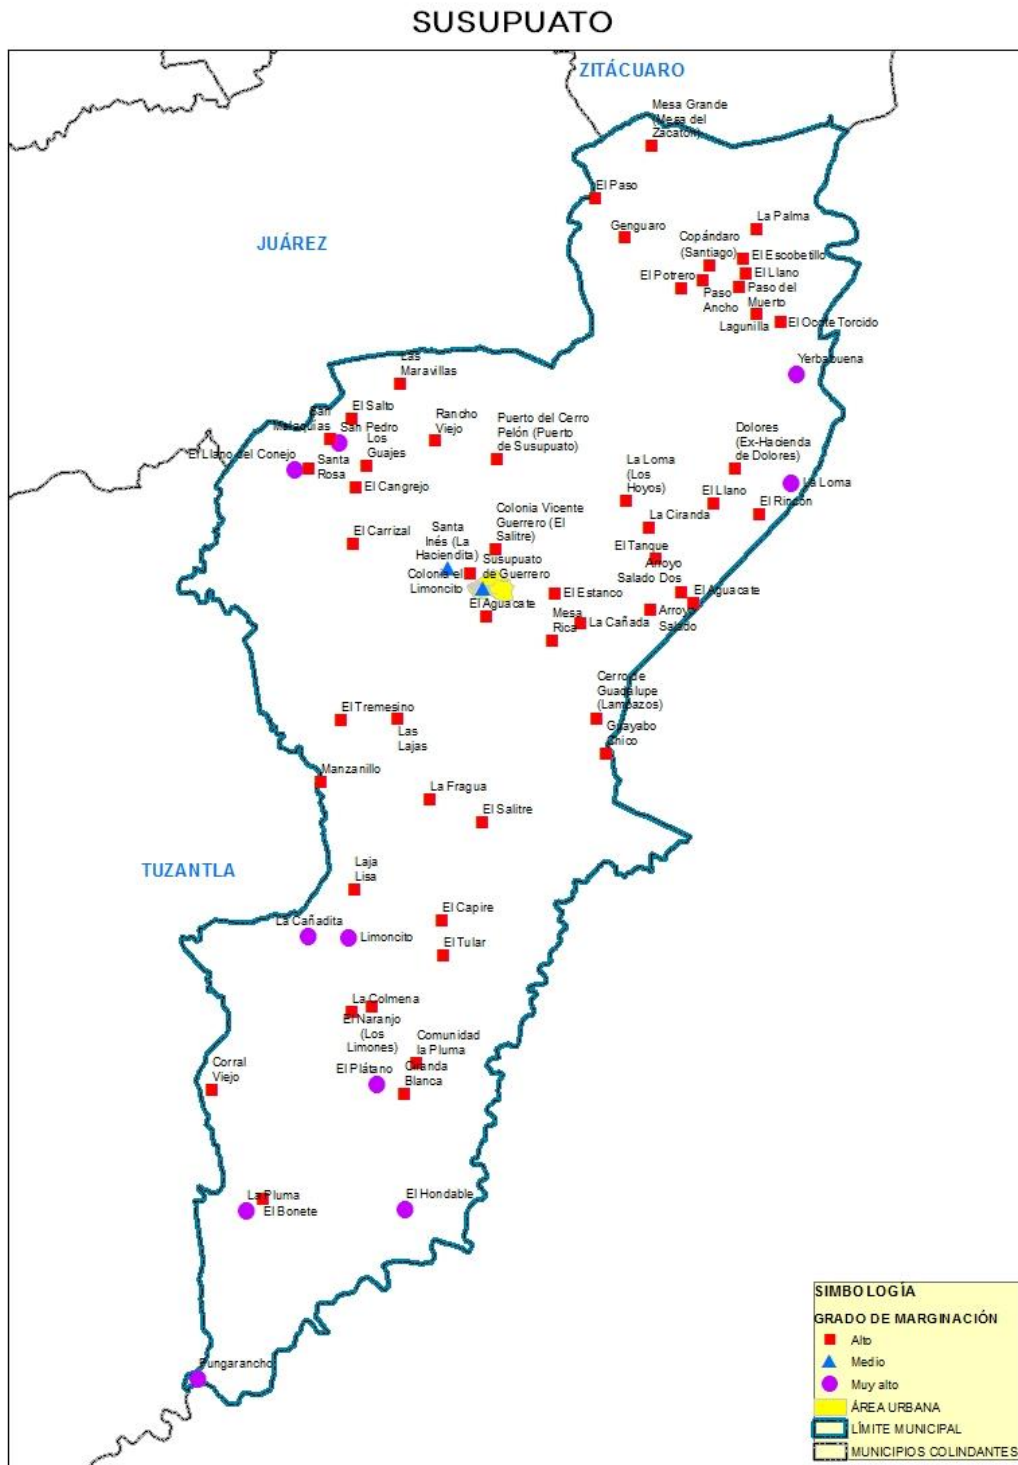 SUSUPUATO
ZITÁCUARO
Mesa Grande
(Mesa del
Zacatón)
El Paso
La Palma
Genguaro
Copándaro
(Santiago)
JUÁREZ
El Escobetillo
El Llano
El Potrero
Paso
Ancho
Paso del
Muerto
Lagunilla
El Ocote Torcido
Las
Maravillas
Yerbabuena
El Salto
San
Malaquias
San Pedro
Rancho
Viejo
Puerto del Cerro
Pelón (Puerto
de Susupuato)
Dolores
(Ex-Hacienda
de Dolores)
Los
Guajes
El Llano del Conejo
Santa
Rosa
La Loma
(Los
Hoyos)
El Cangrejo
La Loma
El Llano
El Rincón
Colonia Vicente
Guerrero (El
Salitre)
La Ciranda
El Carrizal
Santa
Inés (La
Haciendita)
El Tanque
Arroyo
Salado Dos
Susupuato
de Guerrero
Colonia el
Limoncito
El Estanco
El Aguacate
El Aguacate
Mesa
Rica
La Cañada
Arroyo
Salado
Cerro de
Guadalupe
(Lampazos)
El Tremesino
Las
Lajas
Guayabo
Chico
Manzanillo
La Fragua
El Salitre
TUZANTLA
Laja
Lisa
El Capire
La Cañadita
Limoncito
El Tular
La Colmena
El Naranjo
(Los
Limones)
Comunidad
la Pluma
Corral
Viejo
El Plátano
Ciranda
Blanca
La Pluma
El Bonete
El Hondable
Pungarancho
SIMBOLOGÍA
GRADO DE MARGINACIÓN
Alto
Medio
Muy alto
ÁREA URBANA
LÍMITE MUNICIPAL
MUNICIPIOS COLINDANTES